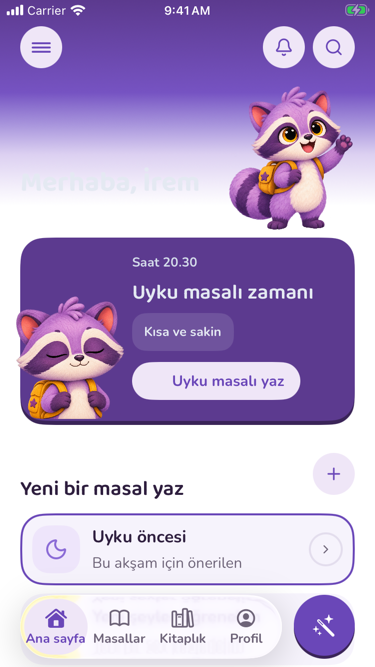 Carrier
9:41 AM
Merhaba, irem
Saat 20.30
Uyku masalı zamanı
Kısa ve sakin
Uyku masalı yaz
Yeni bir masal yaz
Uyku öncesi
Bu akşam için önerilen
Ana sayfa
Masallar
Kitaplık
Profil